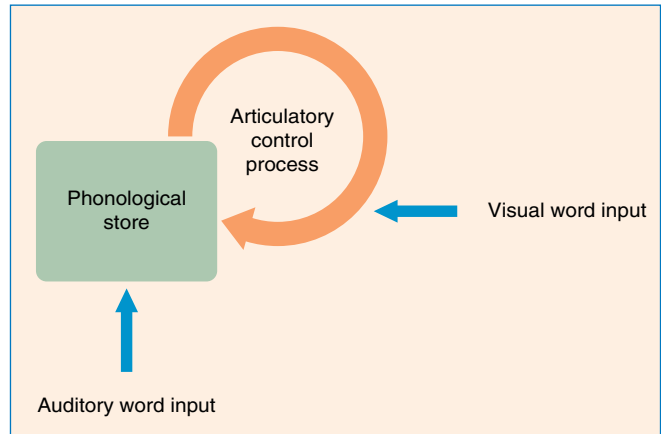 Articulatory
control
process
Phonological
store
Visual word input
Auditory word input